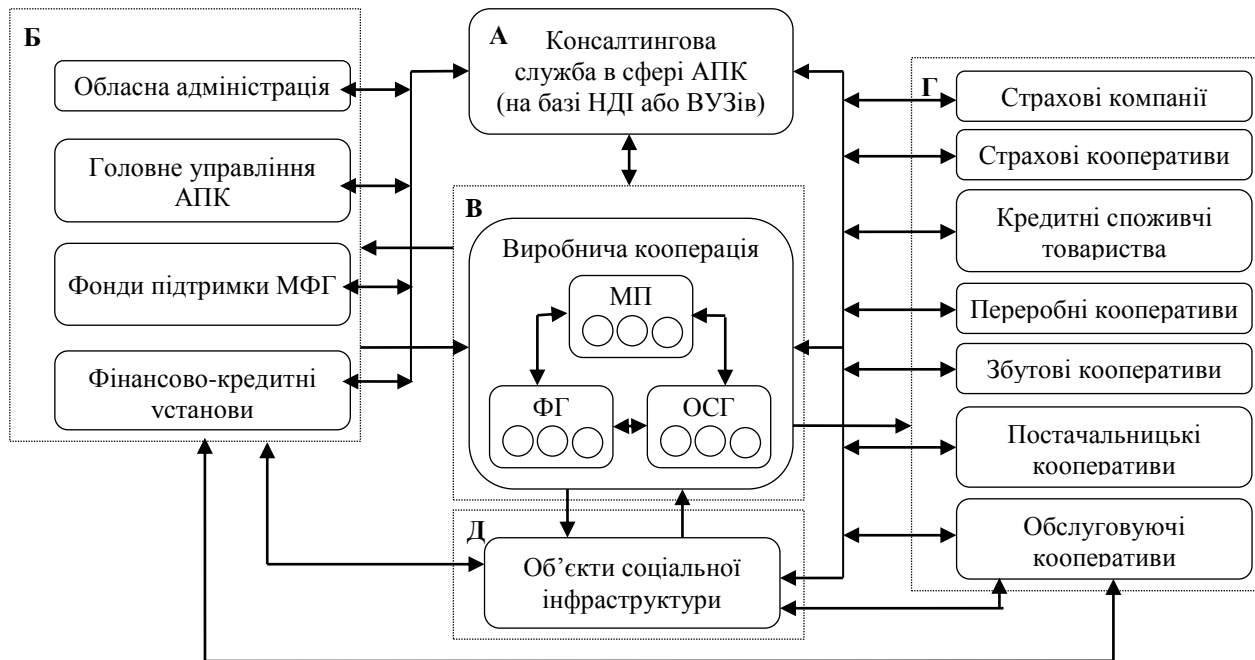 Б
Обласна адміністрація
Головне управління
АПК
Фонди підтримки МФГ
Фінансово-кредитні
установи
А
Консалтингова
служба в сфері АПК
(на базі НДІ або ВУЗів)
В
Виробнича кооперація
МП
ФГ
ОСГ
Д
Об’єкти соціальної
інфраструктури
Г
Страхові компанії
Страхові кооперативи
Кредитні споживчі
товариства
Переробні кооперативи
Збутові кооперативи
Постачальницькі
кооперативи
Обслуговуючі
кооперативи